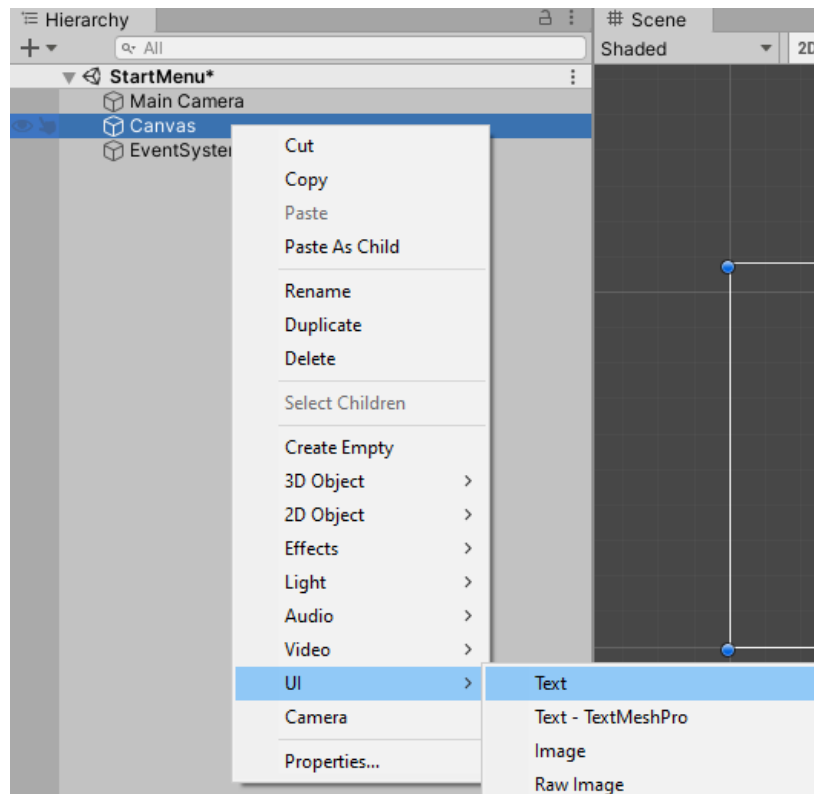 Hierarchy
All
StartMenu*
Main Camera
Canvas
EventSyste
Cut
Copy
Paste
Paste As Child
Rename
Duplicate
Delete
Select Children
Create Empty
3D Object
2D Object
Effects
Light
Audio
Video
UI
Camera
Properties...
Text
Text - TextMeshPro
Image
Raw Image
Scene
Shaded
2D